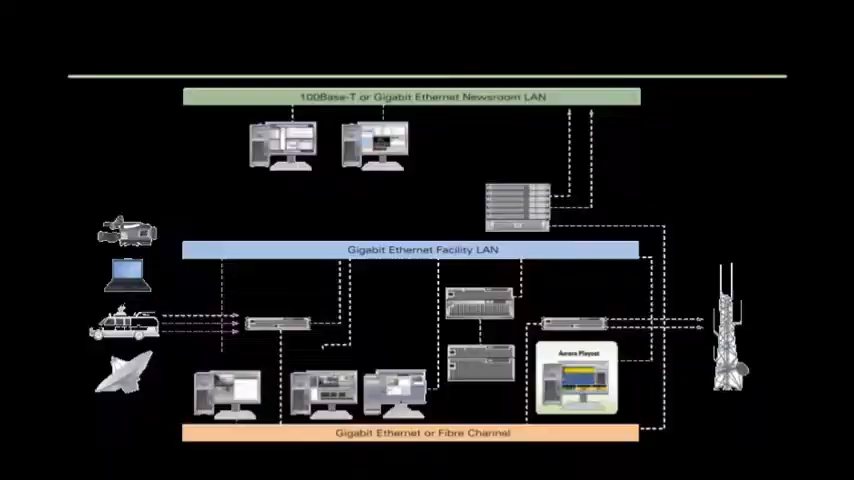 100Base-T or Gigabit Ethernet Newsroom LAN
Gigabit Ethernet Facility LAN
Aurora Playout
Gigabit Ethernet or Fibre Channel